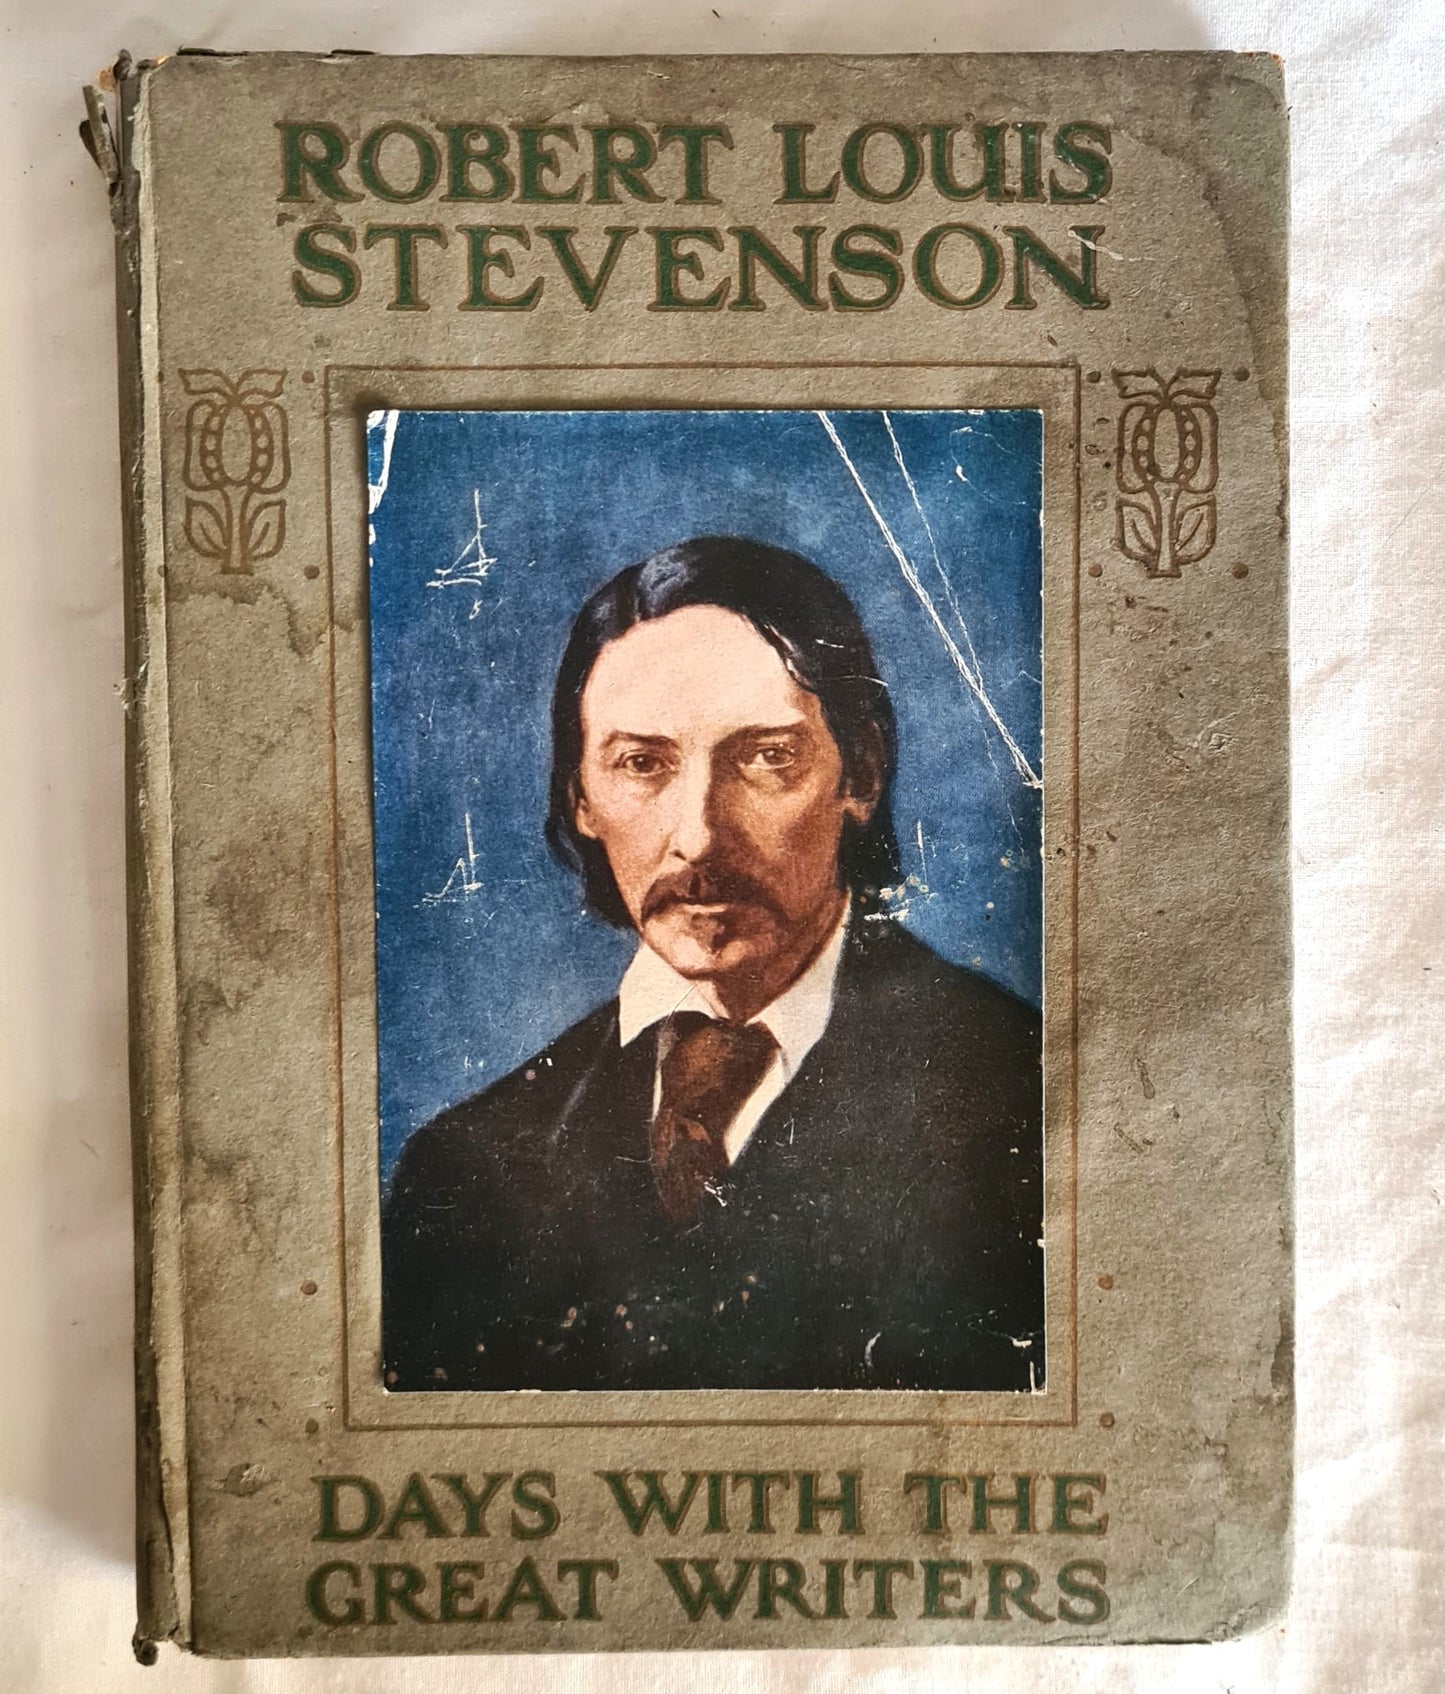 ROBERT LOUIS
STEVENSON
DAYS WITH THE
GREAT WRITERS